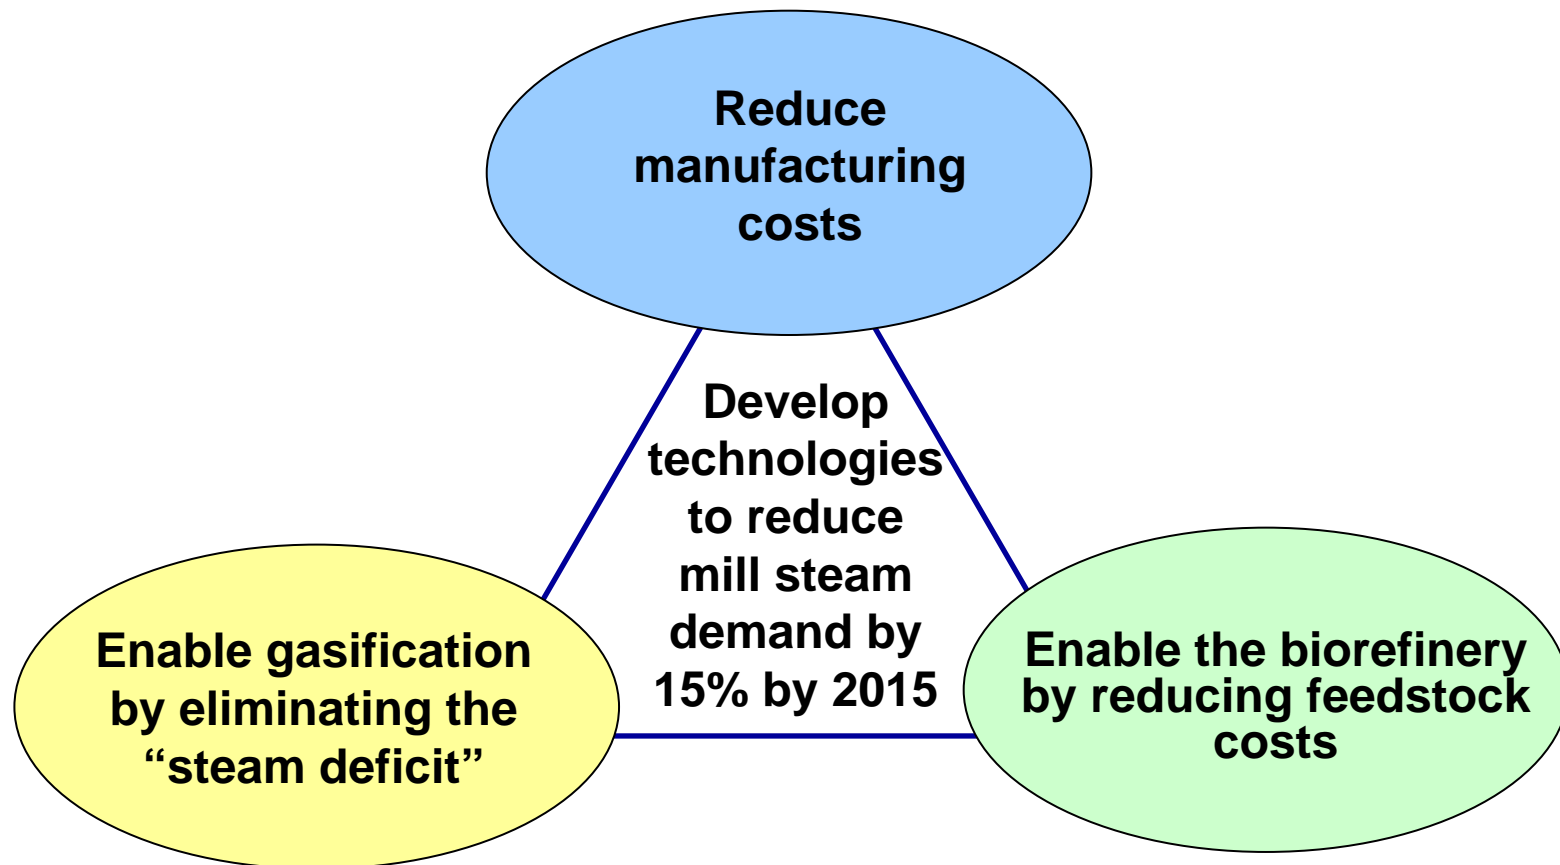 Reduce
manufacturing
costs
Develop
technologies
to reduce
mill steam
demand by
15% by 2015
Enable gasification
by eliminating the
“steam deficit”
Enable the biorefinery
by reducing feedstock
costs